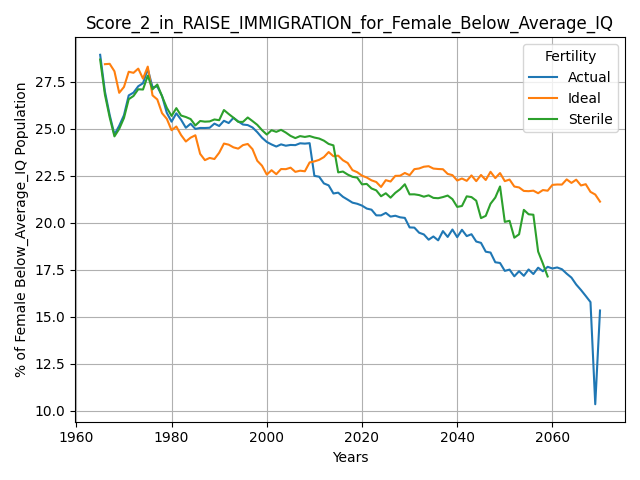 Score_2_in_RAISE_IMMIGRATION_for_Female_Below_Average_IQ
% of Female Below_Average_IQ Population
27.5
25.0
22.5
20.0
17.5
15.0
12.5
10.0
Fertility
Actual
Ideal
Sterile
1960
1980
2000
2020
2040
2060
Years